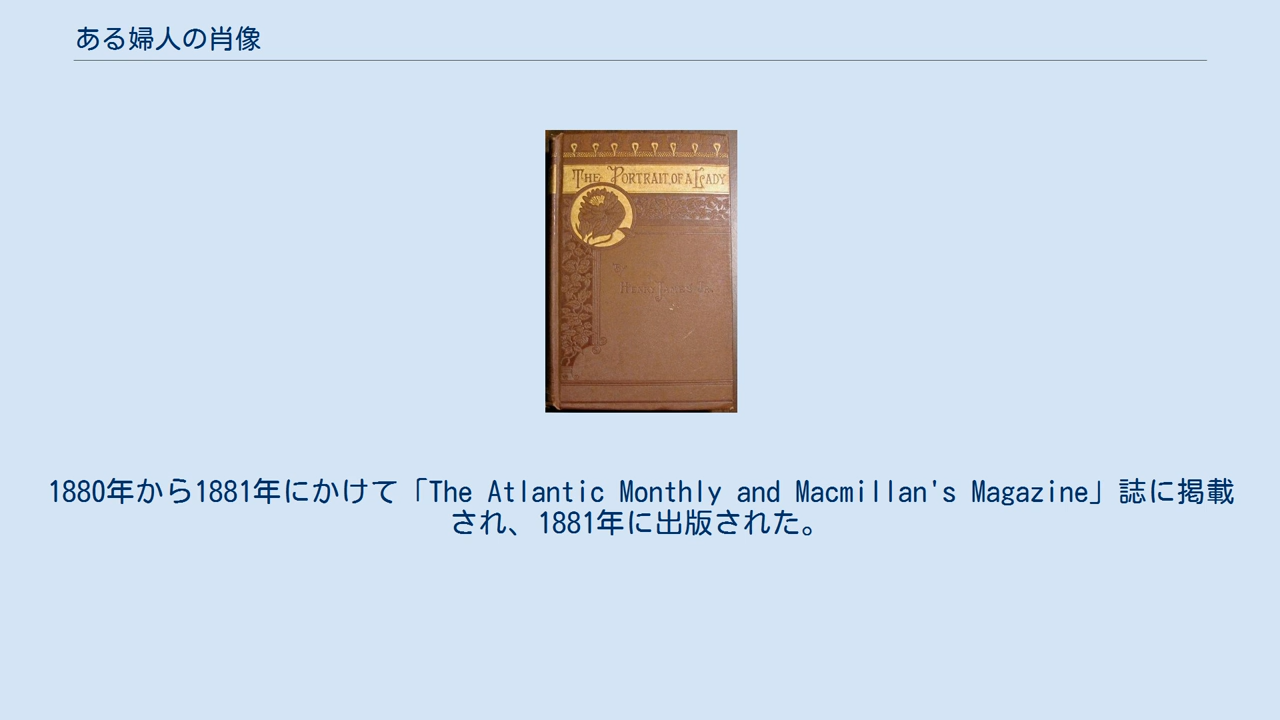 ある婦人の肖像
THE PORTRAIT OF A LADY
1880年から1881年にかけて「The Atlantic Monthly and Macmillan's Magazine」誌に掲載
され、1881年に出版された。